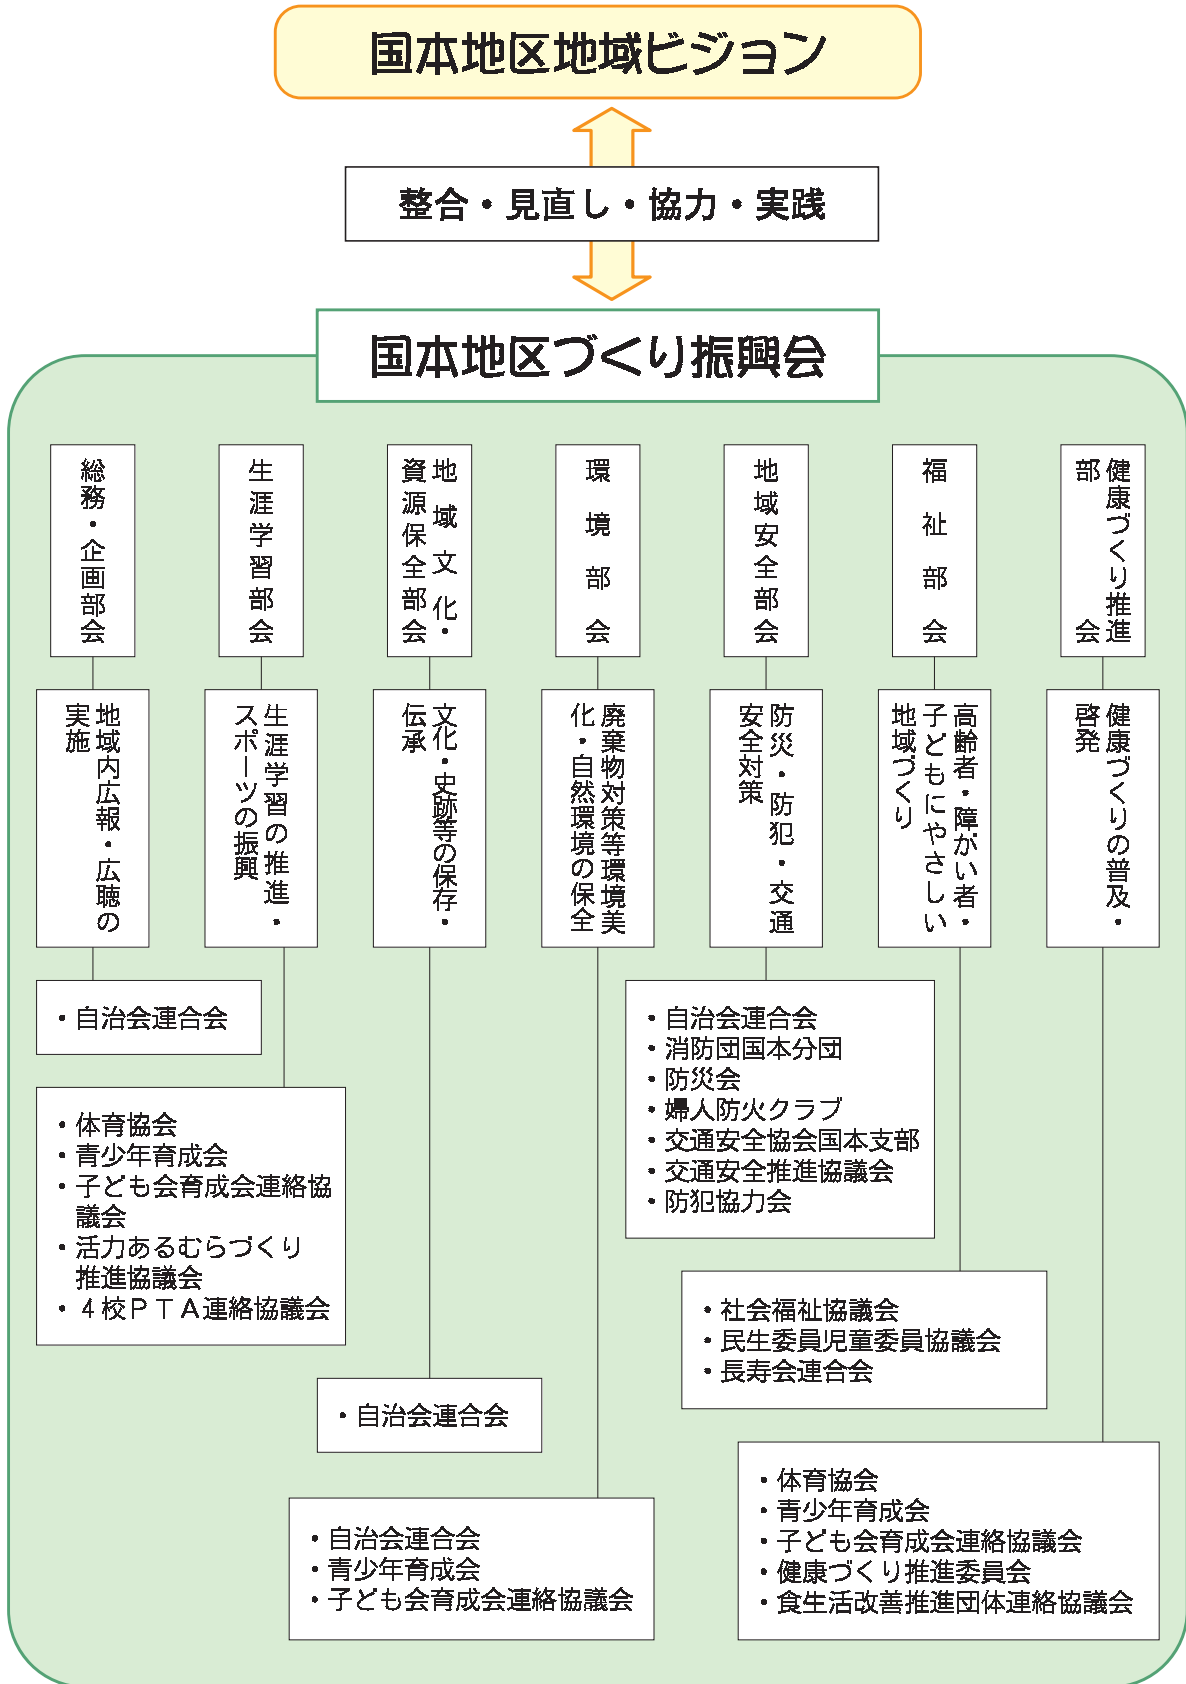 国本地区地域ビジョン
整合・見直し・協力・実践
国本地区づくり振興会
総務・企画部会
生涯学習部会
地域文化・
資源保全部会
環境部会
地域安全部会
福祉部会
健康づくり推進
部会
地域内広報・広聴の
実施
生涯学習の推進・
スポーツの振興
文化・史跡等の保存・
伝承
廃棄物対策等環境美
化・自然環境の保全
防災・防犯・交通
安全対策
高齢者・障がい者・
子どもにやさしい
地域づくり
健康づくりの普及・
啓発
・自治会連合会
・体育協会
・青少年育成会
・子ども会育成会連絡協
議会
・活力あるむらづくり
推進協議会
・４校ＰＴＡ連絡協議会
・自治会連合会
・自治会連合会
・青少年育成会
・子ども会育成会連絡協議会
・自治会連合会
・消防団国本分団
・防災会
・婦人防火クラブ
・交通安全協会国本支部
・交通安全推進協議会
・防犯協力会
・社会福祉協議会
・民生委員児童委員協議会
・長寿会連合会
・体育協会
・青少年育成会
・子ども会育成会連絡協議会
・健康づくり推進委員会
・食生活改善推進団体連絡協議会